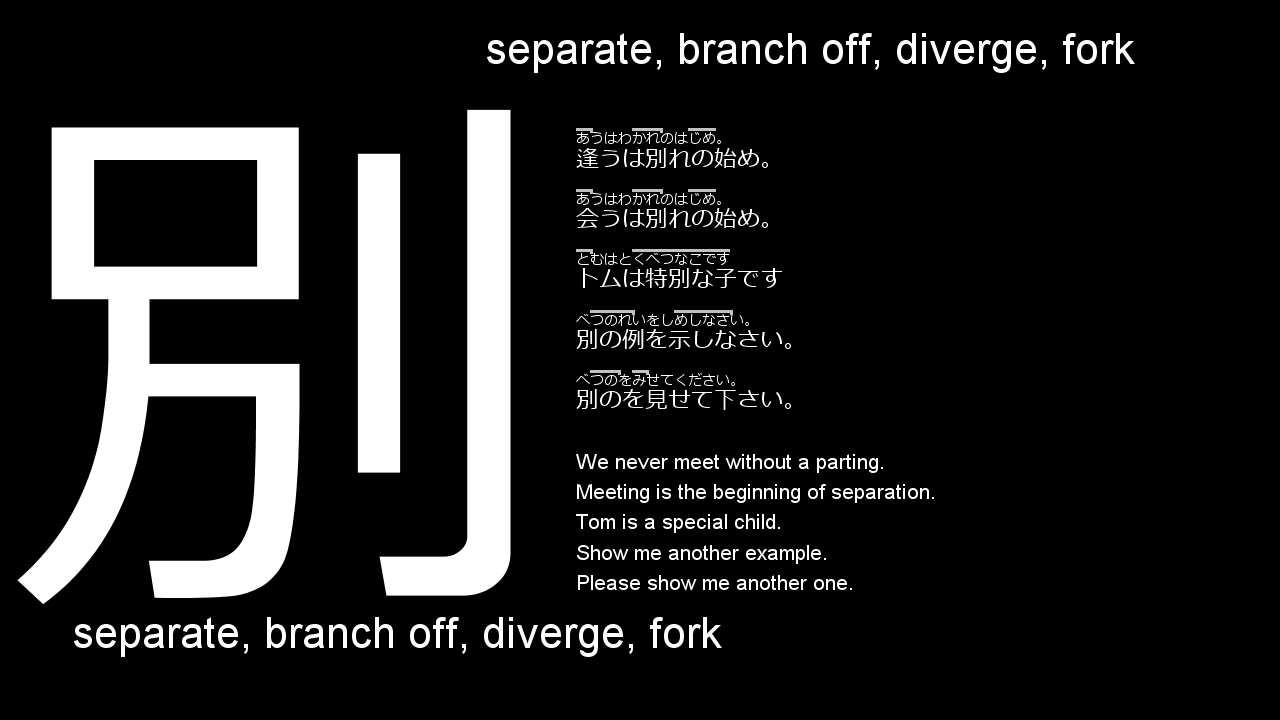 separate, branch off, diverge, fork
別
あうはわかれのはじめ。
逢うは別れの始め。
あうはわかれのはじめ。
会うは別れの始め。
とむはとくべつなこです
トムは特別な子です
べつのれいをしめしなさい。
別の例を示しなさい。
べつのをみせてください。
別のを見せて下さい。
We never meet without a parting.
Meeting is the beginning of separation.
Tom is a special child.
Show me another example.
Please show me another one.
separate, branch off, diverge, fork